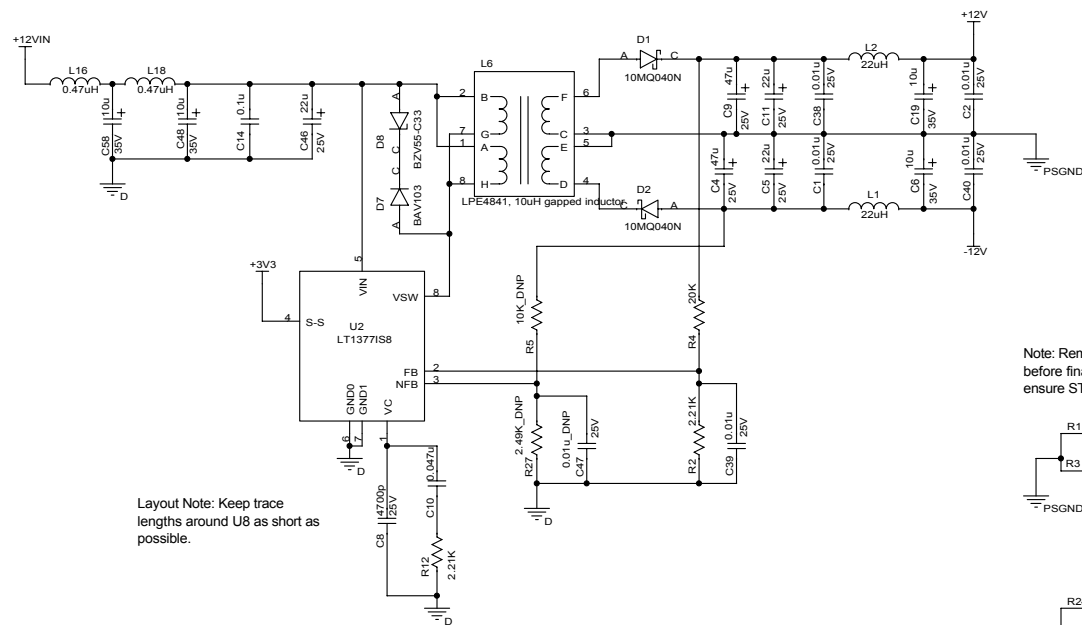 +12VIN
L16
0.47uH
L18
0.47uH
C58
10u
35V
C48
10u
35V
C14
0.1u
C46
22u
25V
D
A
D8
C
BZV55-C33
C
D7
BAV103
A
L6
2
B
7
G
1
A
8
H
F
6
C
3
E
5
D
4
LPE4841, 10uH gapped inductor
D1
A
C
10MQ040N
D2
C
A
10MQ040N
C9
47u
25V
C11
22u
25V
C38
0.01u
25V
L2
22uH
C19
10u
35V
+12V
C2
0.01u
25V
C4
47u
25V
C5
22u
25V
C1
0.01u
25V
L1
22uH
C6
10u
35V
C40
0.01u
25V
-12V
PSGND
+3V3
4
S-S
5
VIN
VSW
8
U2
LT1377IS8
FB
2
NFB
3
GND0
GND1
VC
6
7
1
D
R5
10K_DNP
R4
20K
R27
2.49K_DNP
C47
0.01u_DNP
25V
R2
2.21K
C39
0.01u
25V
D
C8
4700p
25V
C10
0.047u
R12
2.21K
D
Layout Note: Keep trace
lengths around U8 as short as
possible.
Note: Rem
before fina
ensure ST
R1
R3
PSGND
R2